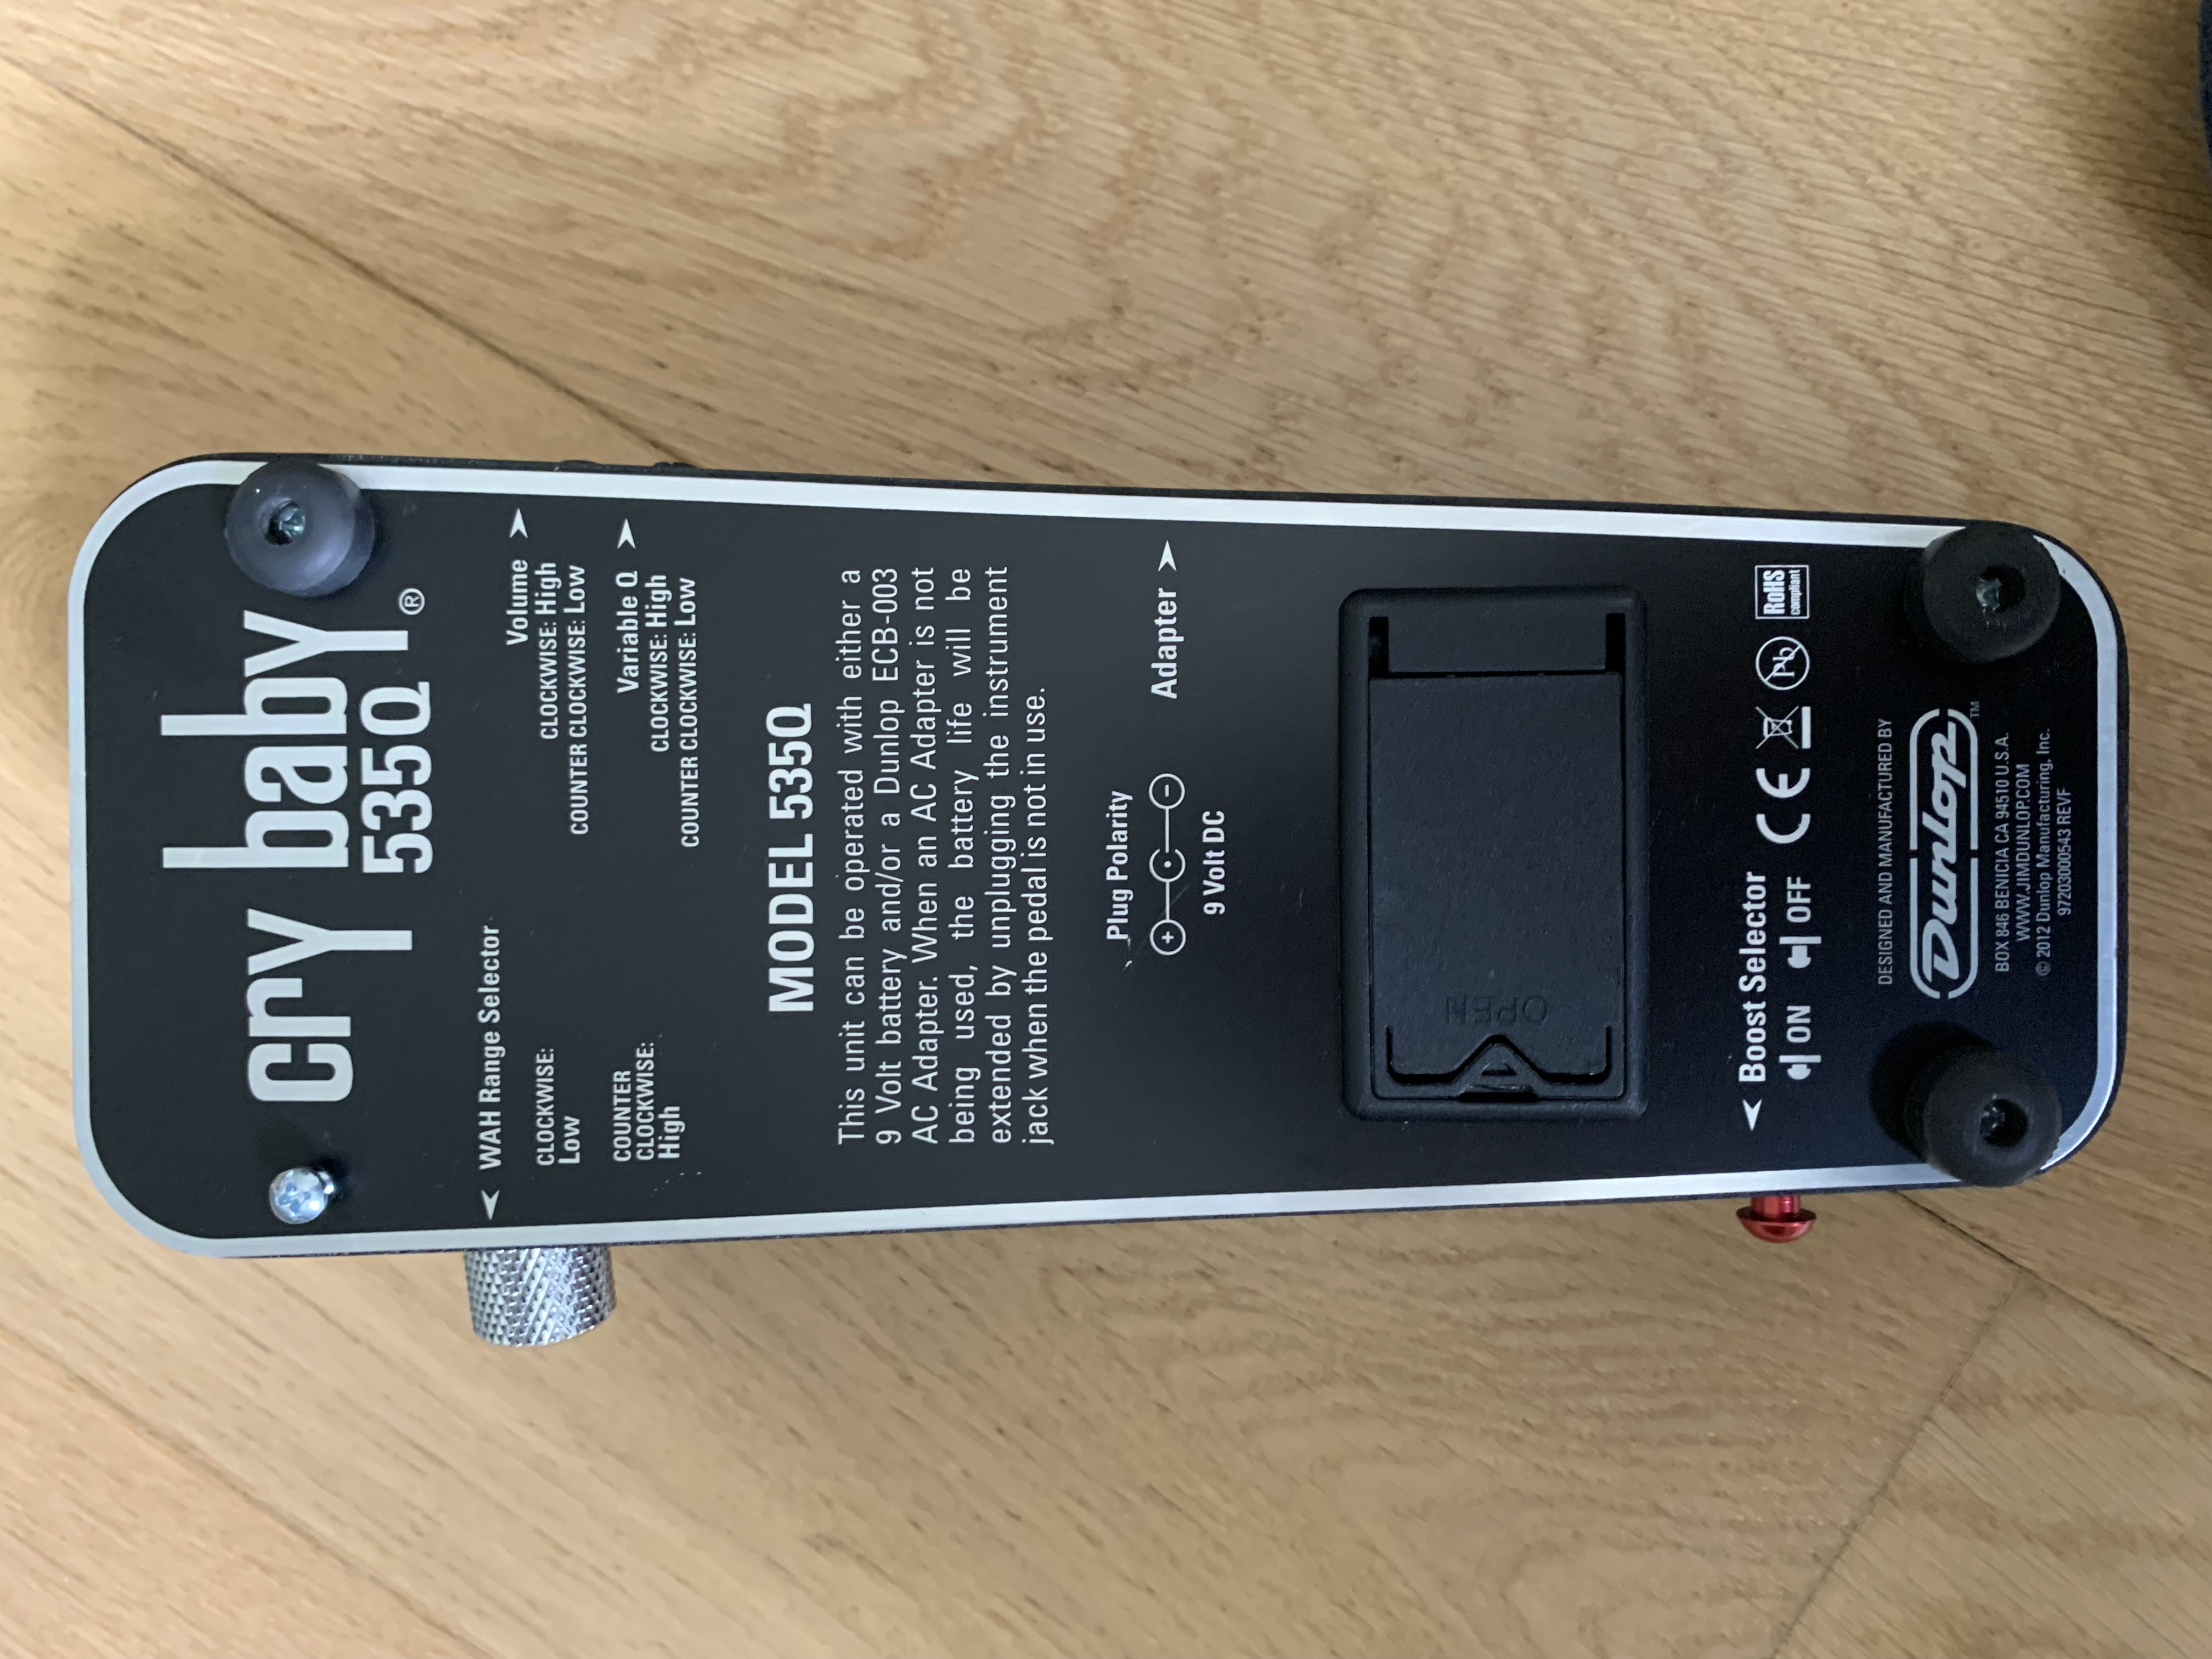 cry baby®
535Q
WAH Range Selector
CLOCKWISE:
Low
COUNTER
CLOCKWISE:
High
Volume
CLOCKWISE: High
COUNTER CLOCKWISE: Low
Variable Q
CLOCKWISE: High
COUNTER CLOCKWISE: Low
MODEL 535Q
This unit can be operated with either a
9 Volt battery and/or a Dunlop ECB-003
AC Adapter. When an AC Adapter is not
being used, the battery life will be
extended by unplugging the instrument
jack when the pedal is not in use.
Plug Polarity
+ -
9 Volt DC
Adapter
OPEN
Boost Selector
ON OFF
CE
Pb
RoHS
compliant
DESIGNED AND MANUFACTURED BY
Dunlop™
BOX 846 BENICIA CA 94510 U.S.A.
WWW.JIMDUNLOP.COM
© 2012 Dunlop Manufacturing, Inc.
97203000543 REVF